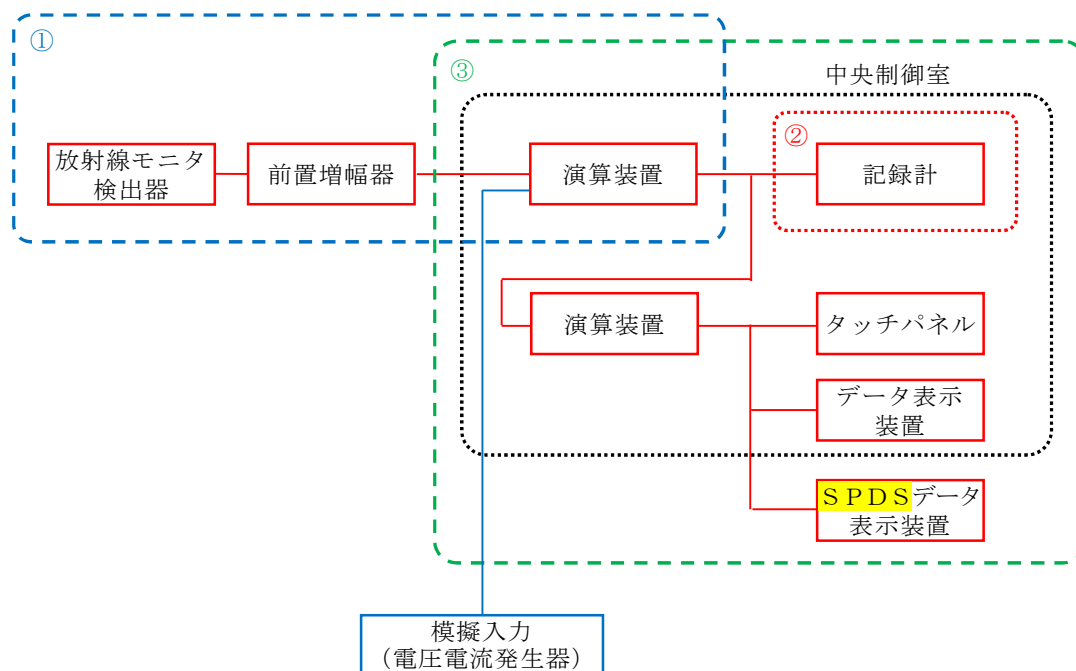 ①
③
中央制御室
②
放射線モニタ
検出器
前置増幅器
演算装置
記録計
演算装置
タッチパネル
データ表示
装置
ＳＰＤＳデータ
表示装置
模擬入力
（電圧電流発生器）